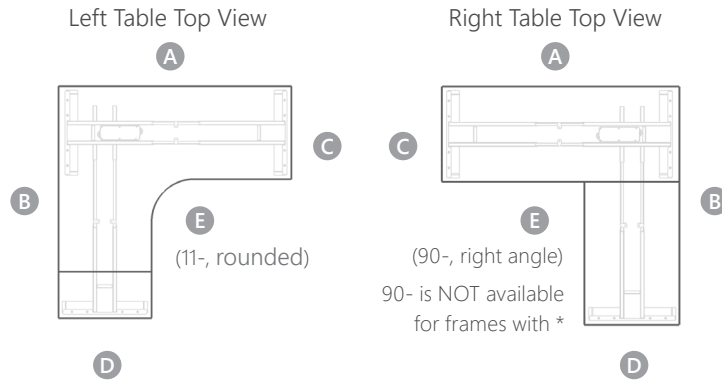 Left Table Top View
A
B
C
E
(11-, rounded)
D
Right Table Top View
A
C
B
E
(90-, right angle)
90- is NOT available
for frames with *
D